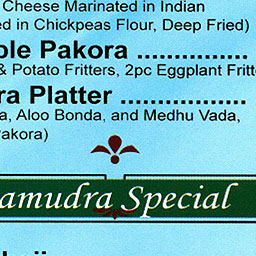 Cheese Marinated in Indian
ed in Chickpeas Flour, Deep Fried)
ble Pakora ................
& Potato Fritters, 2pc Eggplant Fritte
ra Platter ..................
a, Aloo Bonda, and Medhu Vada,
Pakora)
amudra Special